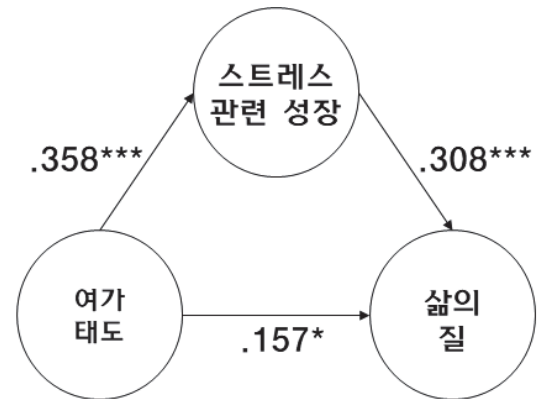 스트레스
관련 성장
.358***
.308***
여가
태도
.157*
삶의
질